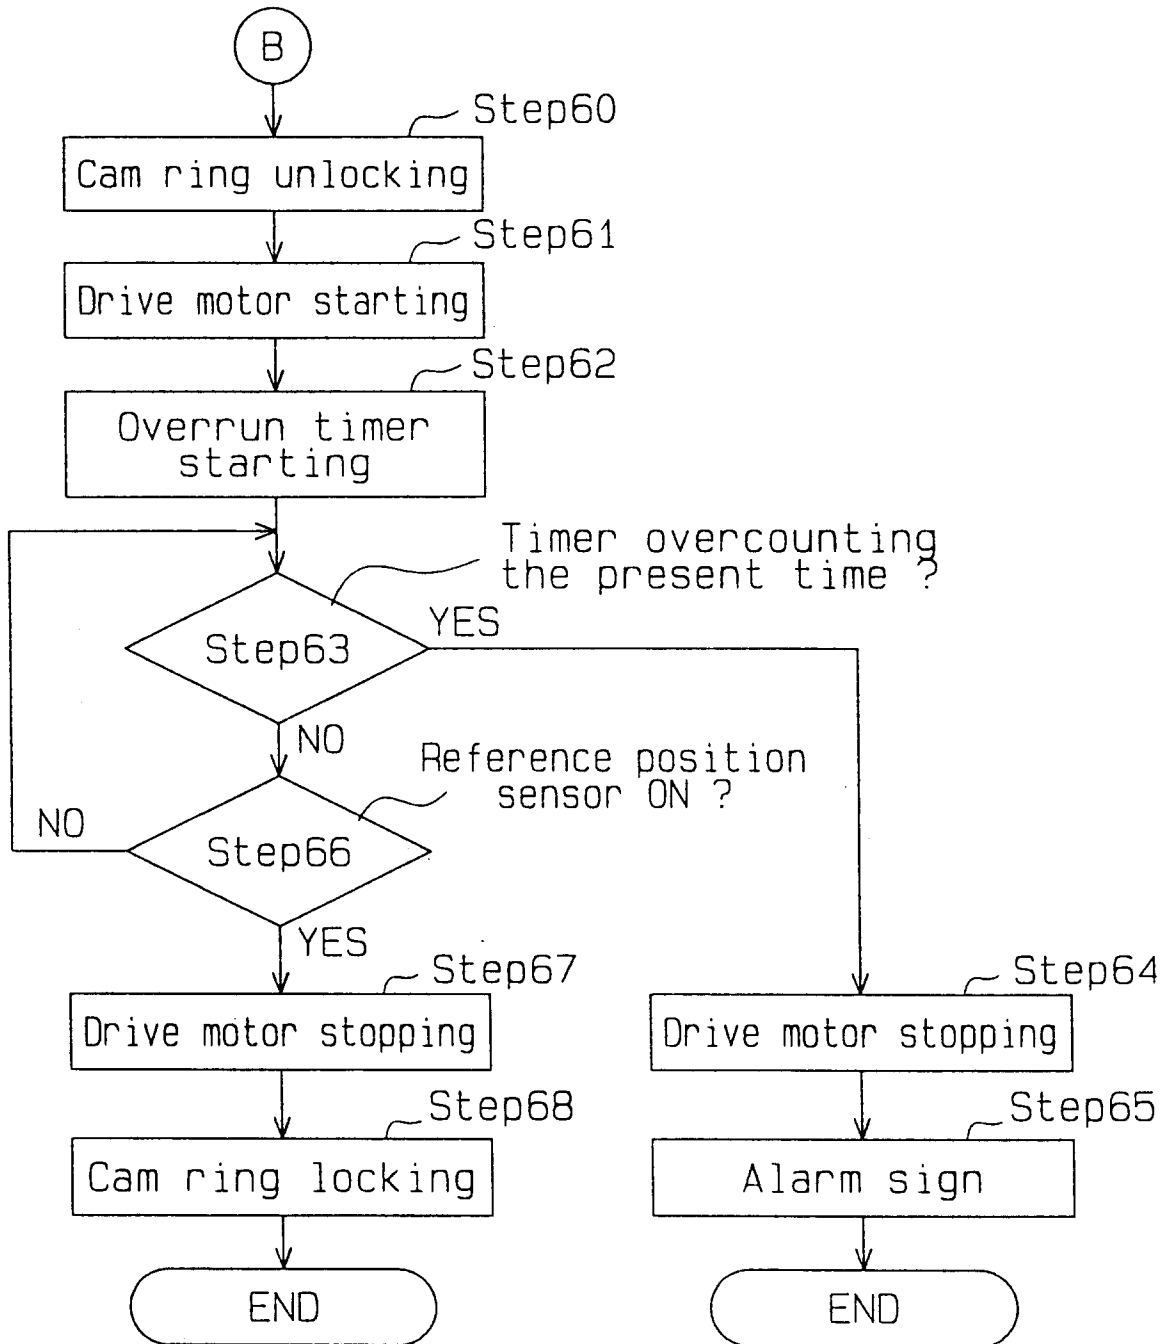 B
Step60
Cam ring unlocking
Step61
Drive motor starting
Step62
Overrun timer
starting
Timer overcounting
the present time ?
YES
Step63
NO
Reference position
sensor ON ?
NO
Step66
YES
Step67
Drive motor stopping
Step68
Cam ring locking
END
Step64
Drive motor stopping
Step65
Alarm sign
END